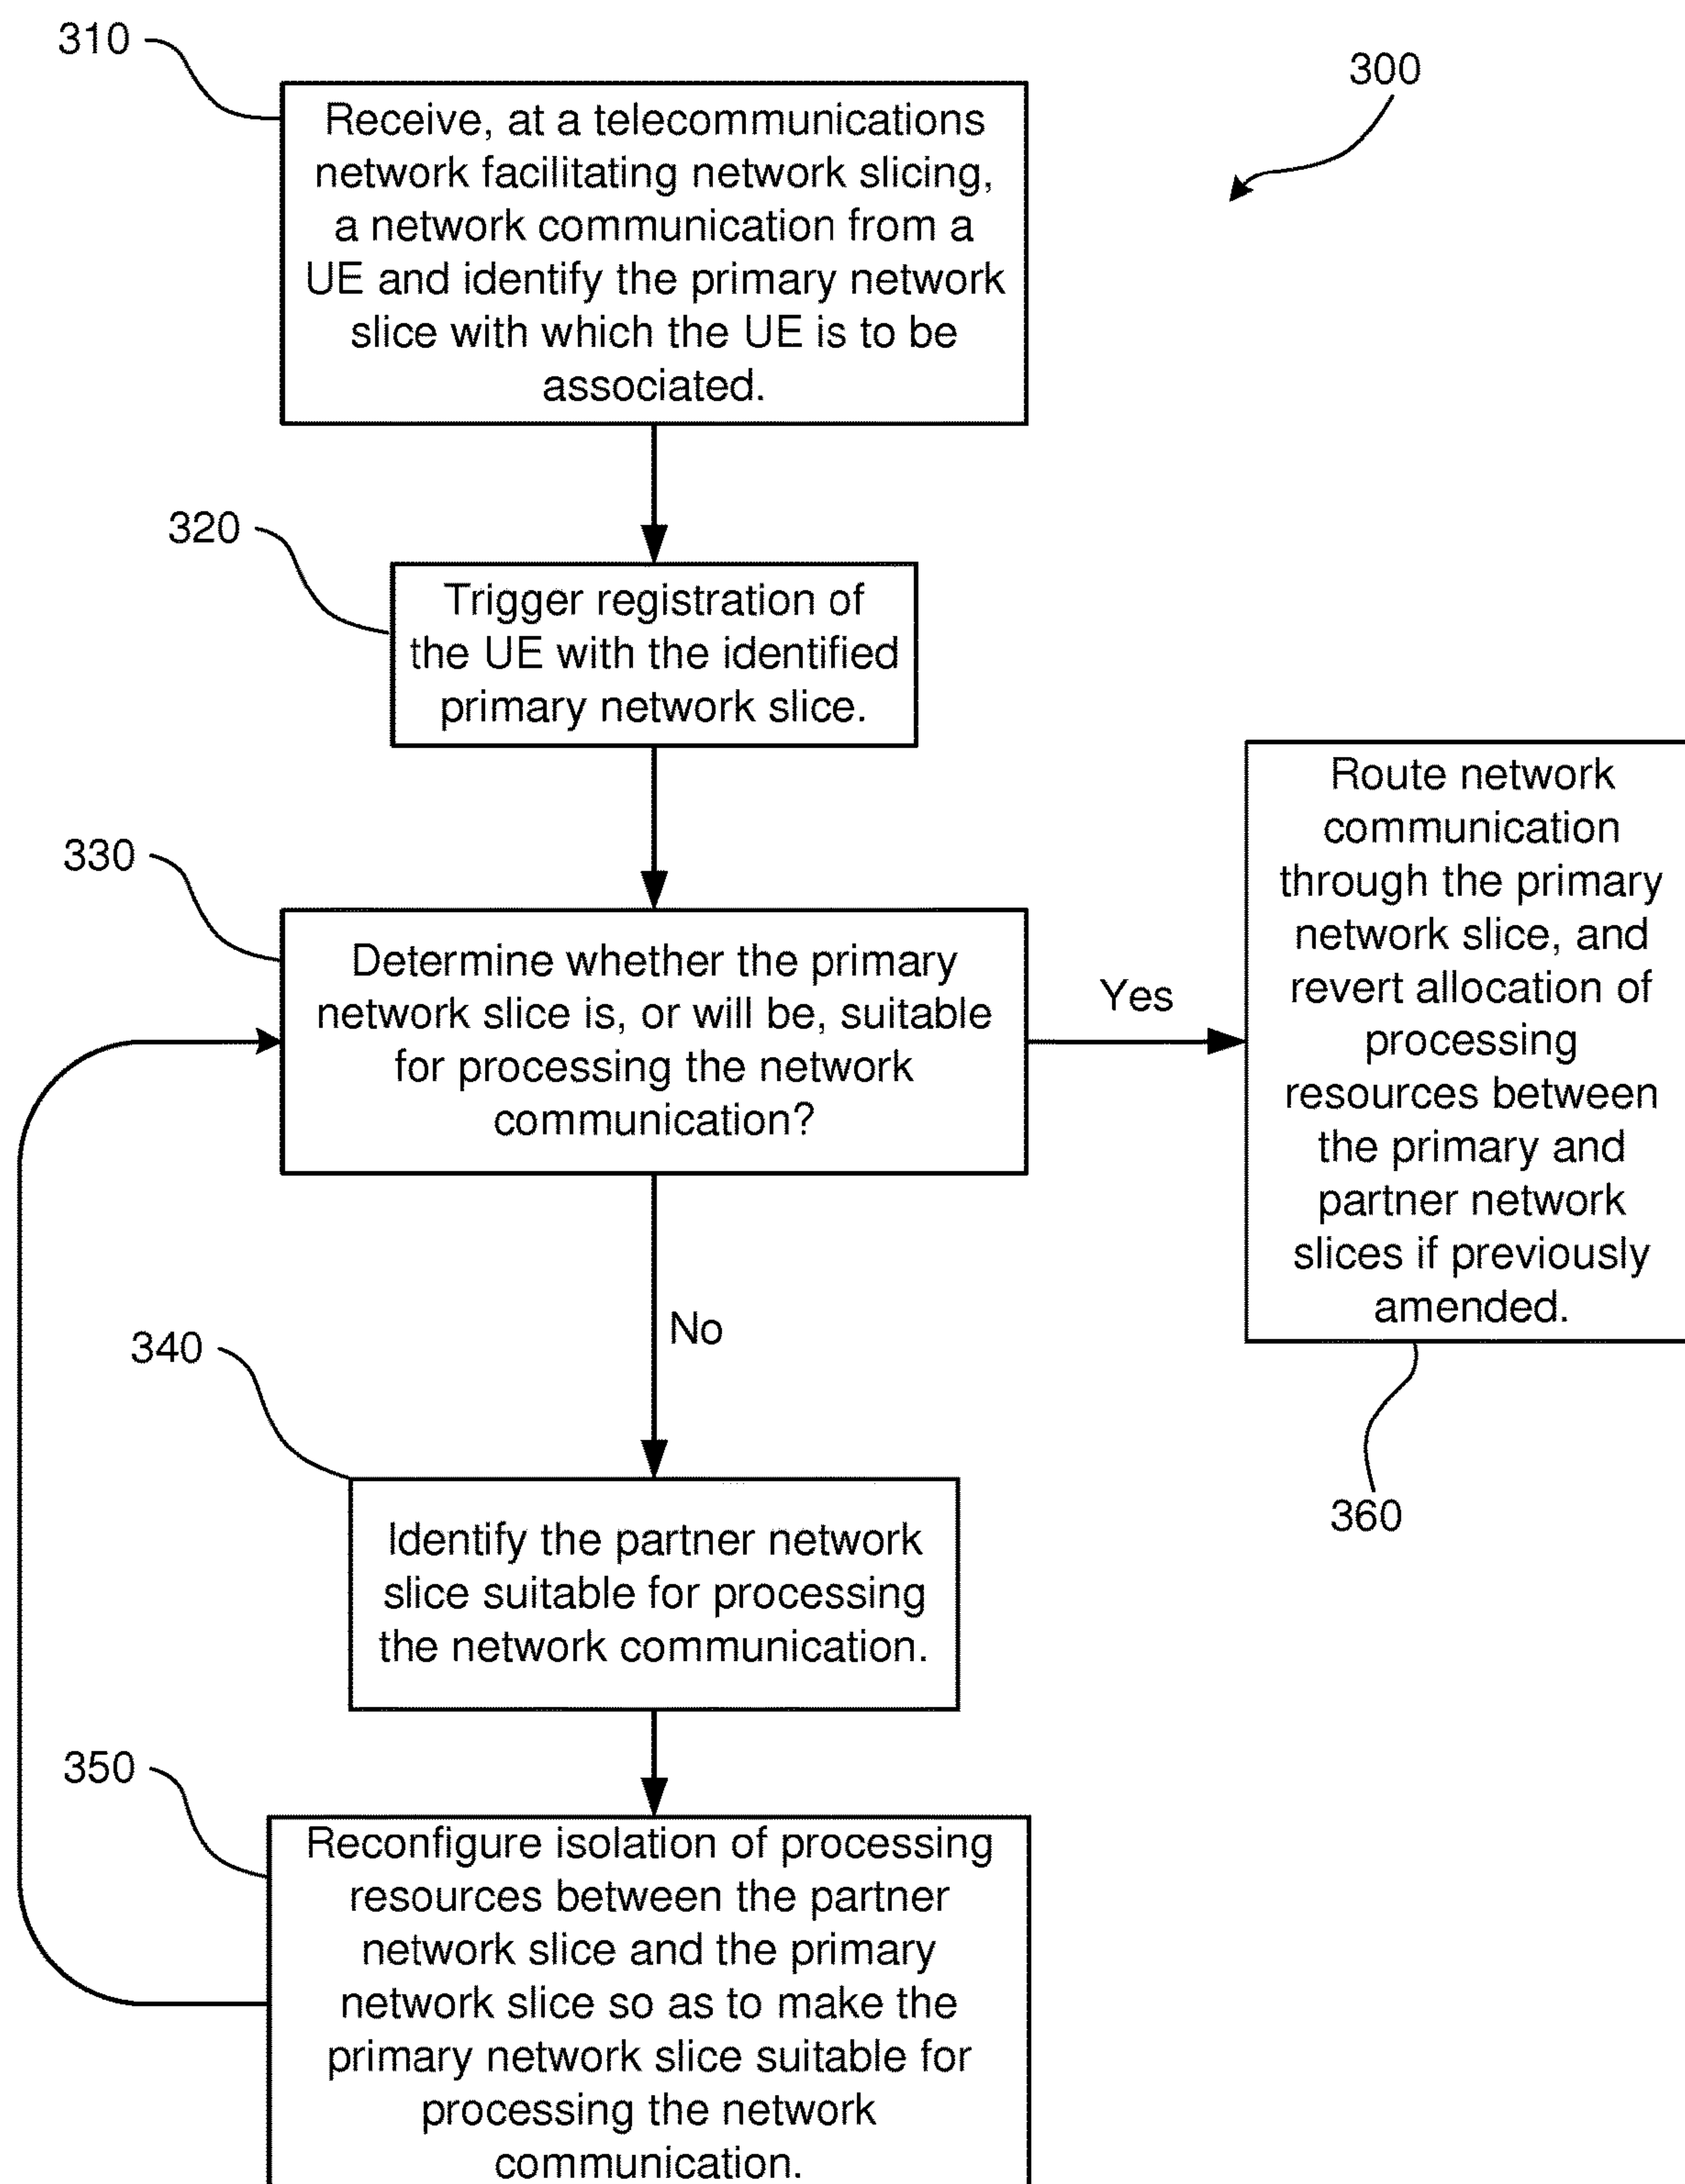 310
300
Receive, at a telecommunications
network facilitating network slicing,
a network communication from a
UE and identify the primary network
slice with which the UE is to be
associated.
320
Trigger registration of
the UE with the identified
primary network slice.
330
Determine whether the primary
network slice is, or will be, suitable
for processing the network
communication?
Yes
Route network
communication
through the primary
network slice, and
revert allocation of
processing
resources between
the primary and
partner network
slices if previously
amended.
360
No
340
Identify the partner network
slice suitable for processing
the network communication.
350
Reconfigure isolation of processing
resources between the partner
network slice and the primary
network slice so as to make the
primary network slice suitable for
processing the network
communication.